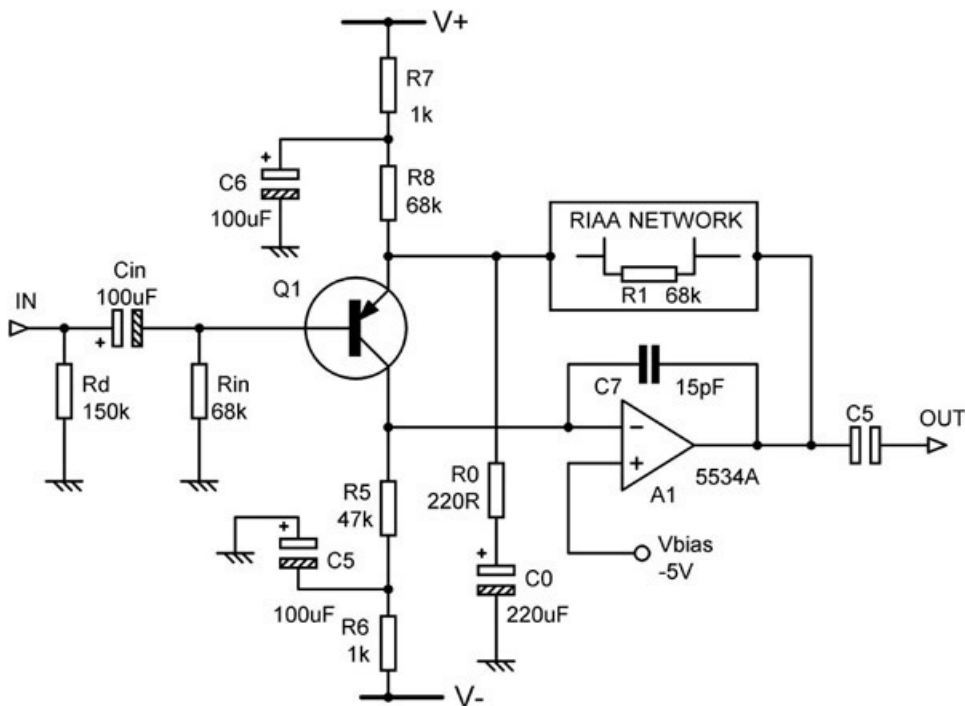 V+
R7
1k
C6
100uF
+
R8
68k
RIAA NETWORK
R1 68k
Cin
100uF
+
IN
Q1
Rd
150k
Rin
68k
C7
15pF
C5
OUT
−
+
5534A
A1
R5
47k
R0
220R
+
C5
100uF
+
C0
220uF
Vbias
-5V
R6
1k
V-